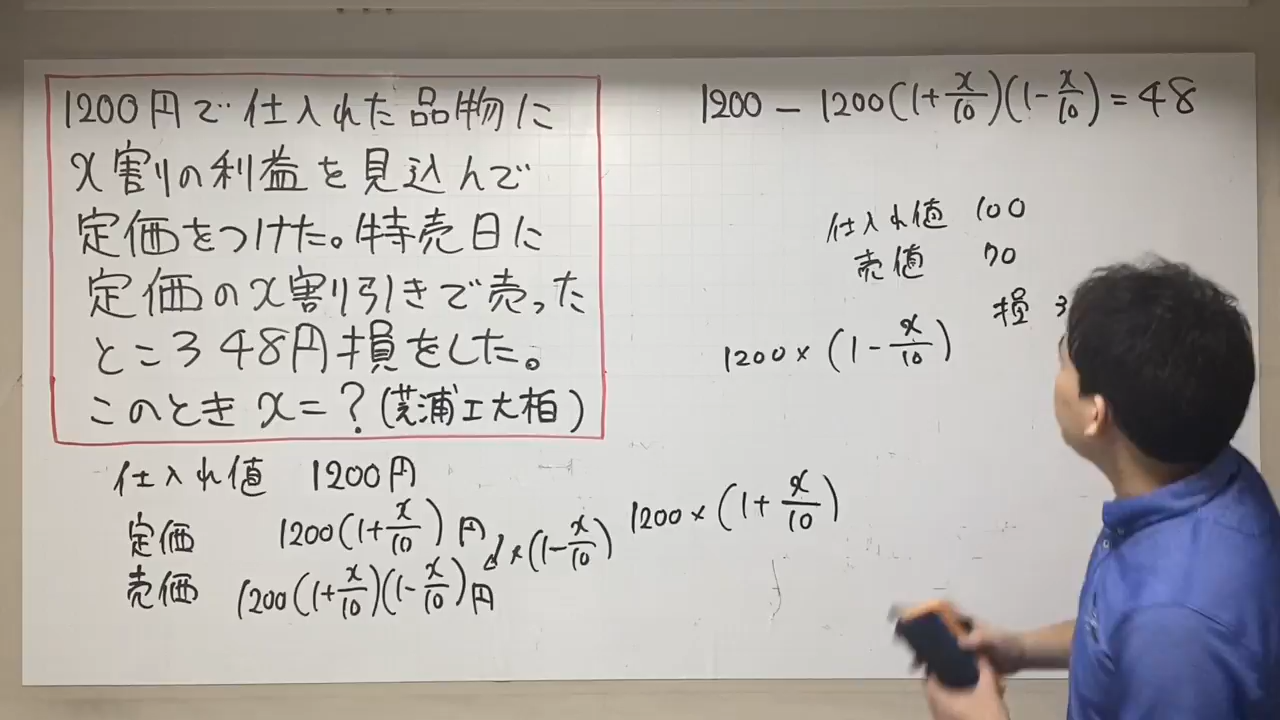 1200円で仕入れた品物に
x割りの利益を見込んで
定価をつけた。特売日に
定価のx割り引きで売った
ところ348円損をした。
このときx=?(芝浦工大柏)
仕入れ値 1200円
定価 1200(1+x/10)円
×(1-x/10)
売価 1200(1+x/10)(1-x/10)円
1200-1200(1+x/10)(1-x/10)=48
仕入れ値 100
売値 70
損 3
1200×(1-x/10)
1200×(1+x/10)